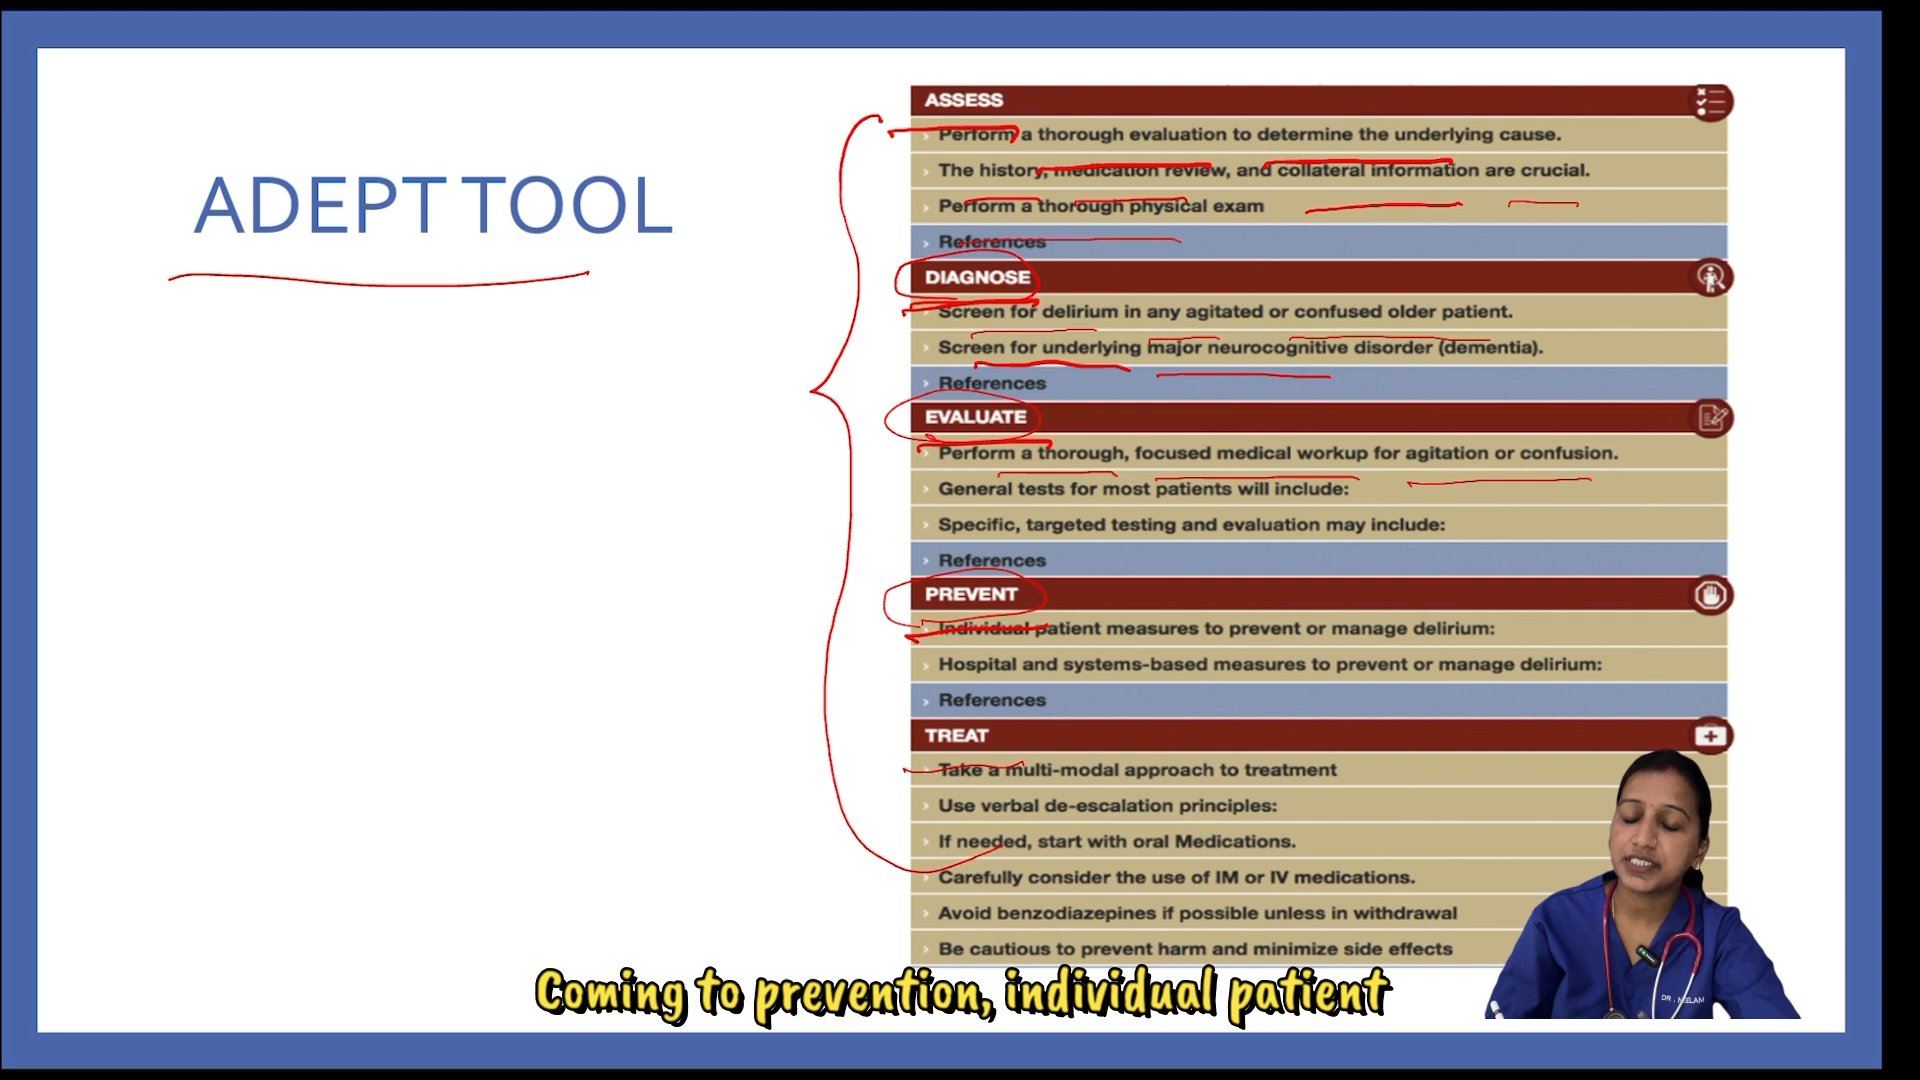 ADEPT TOOL
ASSESS
Perform a thorough evaluation to determine the underlying cause.
The history, medication review, and collateral information are crucial.
Perform a thorough physical exam
References
DIAGNOSE
Screen for delirium in any agitated or confused older patient.
Screen for underlying major neurocognitive disorder (dementia).
References
EVALUATE
Perform a thorough, focused medical workup for agitation or confusion.
General tests for most patients will include:
Specific, targeted testing and evaluation may include:
References
PREVENT
Individual patient measures to prevent or manage delirium:
Hospital and systems-based measures to prevent or manage delirium:
References
TREAT
Take a multi-modal approach to treatment
Use verbal de-escalation principles:
If needed, start with oral Medications.
Carefully consider the use of IM or IV medications.
Avoid benzodiazepines if possible unless in withdrawal
Be cautious to prevent harm and minimize side effects
Coming to prevention, individual patient
DR. NEELAM